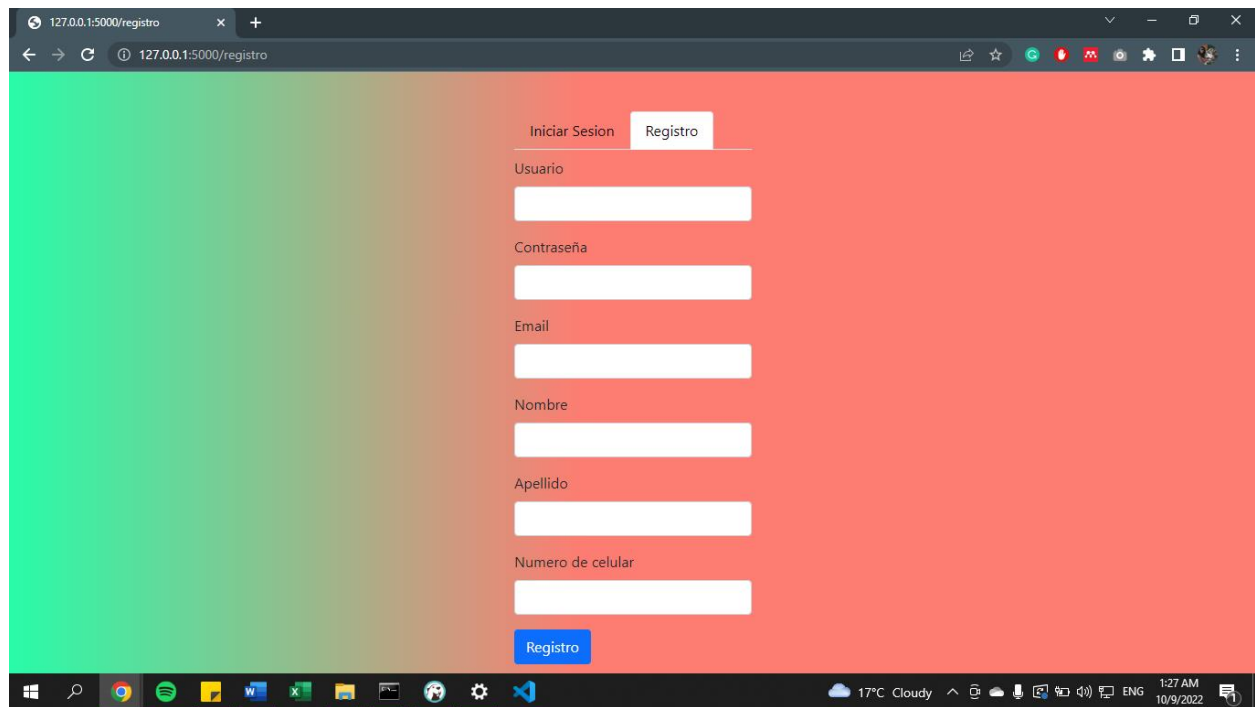 127.0.0.1:5000/registro
127.0.0.1:5000/registro
Iniciar Sesion Registro
Usuario
Contraseña
Email
Nombre
Apellido
Numero de celular
Registro
17°C Cloudy ENG 1:27 AM
10/9/2022